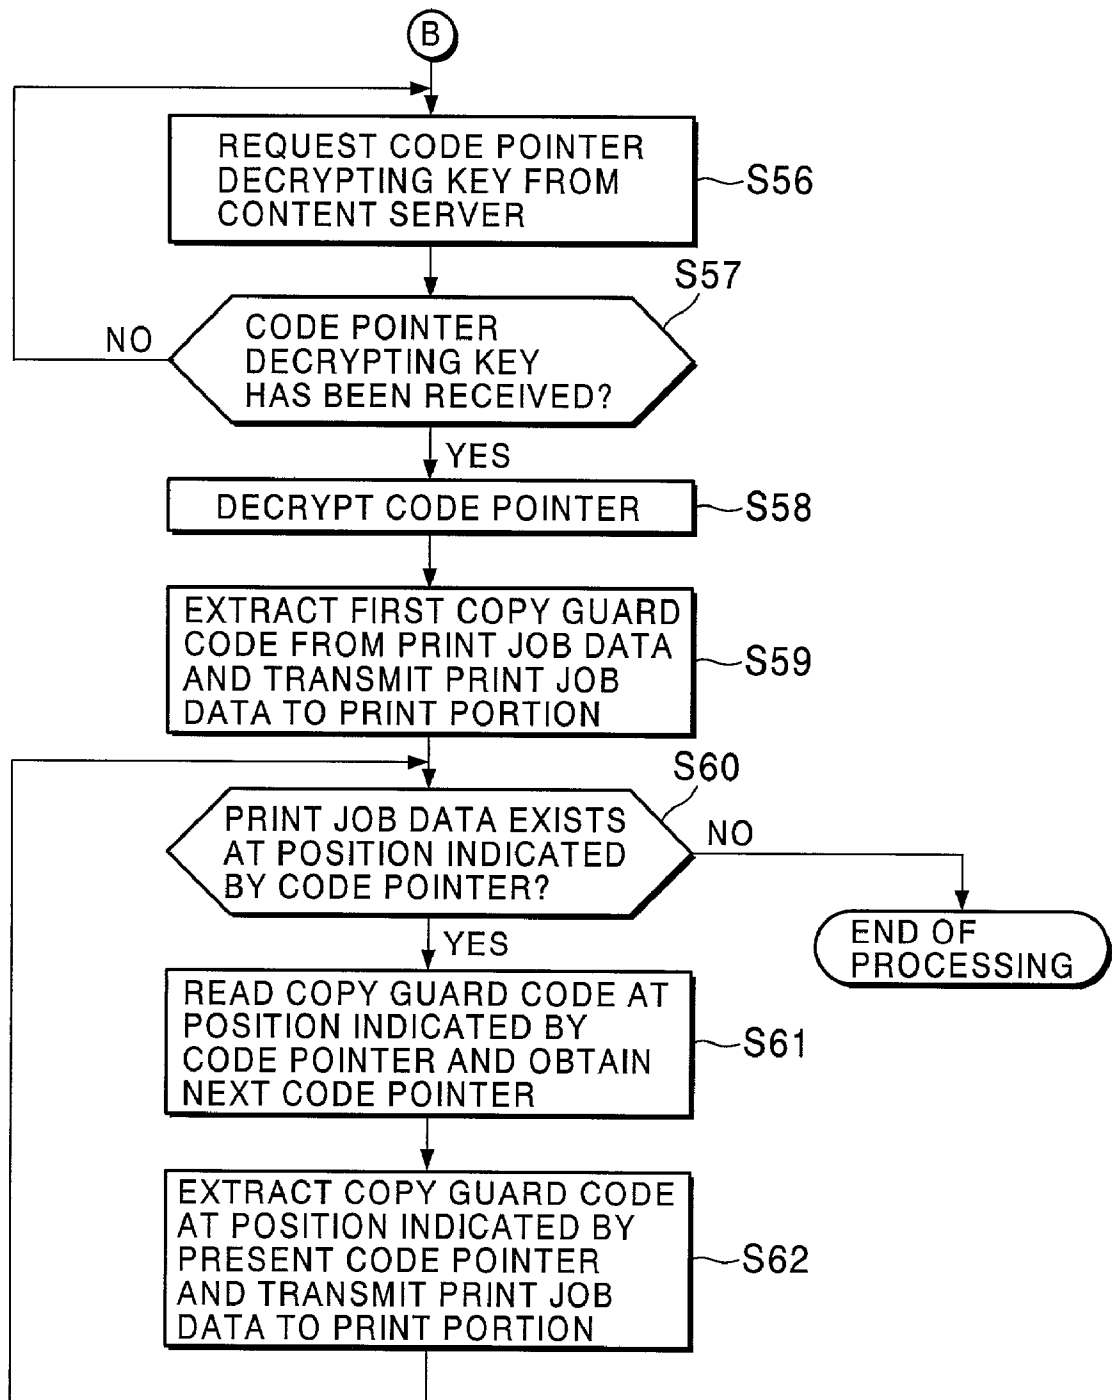 B
REQUEST CODE POINTER
DECRYPTING KEY FROM
CONTENT SERVER
S56
S57
CODE POINTER
DECRYPTING KEY
HAS BEEN RECEIVED?
NO
YES
DECRYPT CODE POINTER
S58
EXTRACT FIRST COPY GUARD
CODE FROM PRINT JOB DATA
AND TRANSMIT PRINT JOB
DATA TO PRINT PORTION
S59
S60
PRINT JOB DATA EXISTS
AT POSITION INDICATED
BY CODE POINTER?
NO
YES
END OF
PROCESSING
READ COPY GUARD CODE AT
POSITION INDICATED BY
CODE POINTER AND OBTAIN
NEXT CODE POINTER
S61
EXTRACT COPY GUARD CODE
AT POSITION INDICATED BY
PRESENT CODE POINTER
AND TRANSMIT PRINT JOB
DATA TO PRINT PORTION
S62